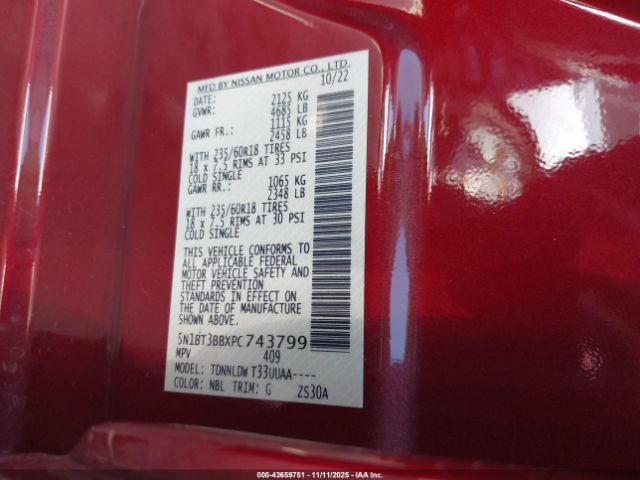 MFD BY NISSAN MOTOR CO., LTD.
DATE: 10/22
GVWR: 2125 KG
4685 LB
GAWR FR.: 1115 KG
2458 LB
WITH 235/60R18 TIRES
18 x 7.5 RIMS AT 33 PSI
COLD SINGLE
GAWR RR.: 1065 KG
2348 LB
WITH 235/60R18 TIRES
18 x 7.5 RIMS AT 30 PSI
COLD SINGLE
THIS VEHICLE CONFORMS TO
ALL APPLICABLE FEDERAL
MOTOR VEHICLE SAFETY AND
THEFT PREVENTION
STANDARDS IN EFFECT ON
THE DATE OF MANUFACTURE
SHOWN ABOVE.
5N1BT3BBXPC743799
MPV 409
MODEL: TDNNLDW T33UUAA----
COLOR: NBL TRIM: G ZS30A
000-43659751 - 11/11/2025 - IAA Inc.